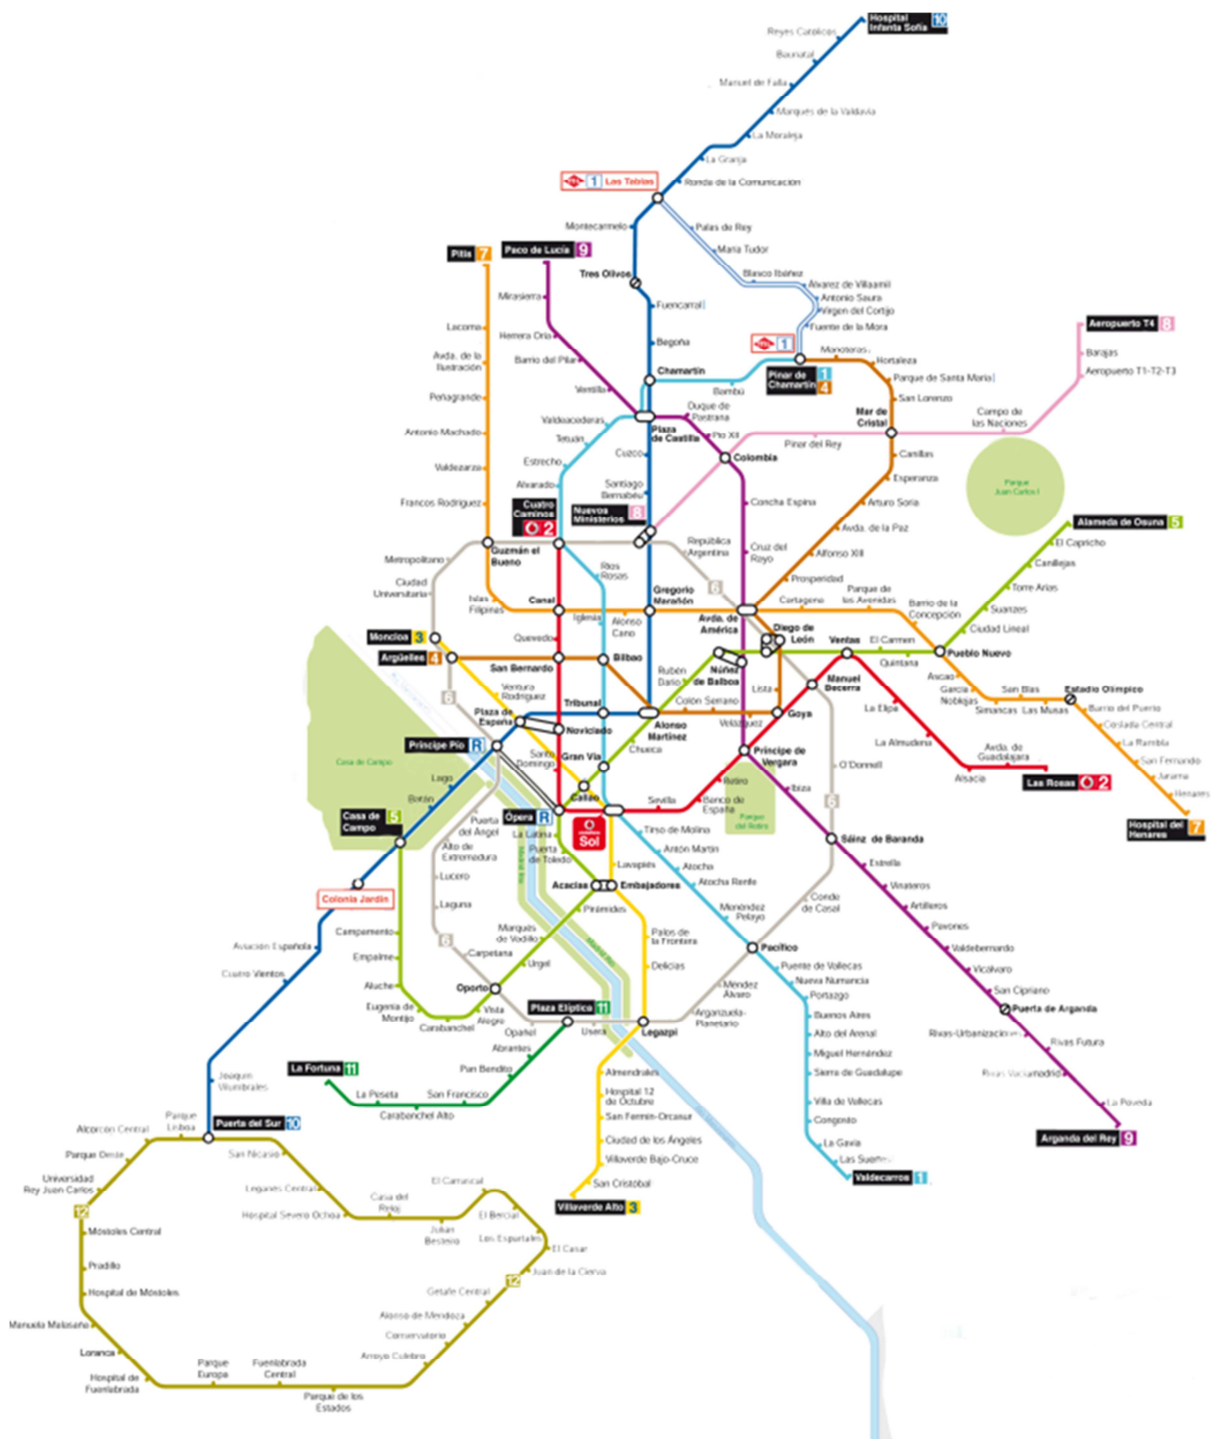 Hospital
Infanta Sofía 10
Reyes Católicos
Baunatal
Manuel de Falla
Marqués de la Valdavia
La Moraleja
La Granja
Ronda de la Comunicación
1 Las Tablas
Montecarmelo
Palas de Rey
María Tudor
Pitis 7
Paco de Lucía 9
Tres Olivos
Blasco Ibáñez
Álvarez de Villaamil
Antonio Saura
Virgen del Cortijo
Fuente de la Mora
Mirasierra
Fuencarral
Lacoma
Herrera Oria
Begoña
1
Aeropuerto T4 8
Avda. de la
Ilustración
Barrio del Pilar
Chamartín
Pinar de
Chamartín 1
4
Manoteras
Hortaleza
Barajas
Aeropuerto T1-T2-T3
Peñagrande
Ventilla
Bambú
Parque de Santa María
San Lorenzo
Antonio Machado
Valdeacederas
Duque de
Pastrana
Mar de
Cristal
Campo de
las Naciones
Tetuán
Plaza
de Castilla
Pío XII
Pinar del Rey
Valdezarza
Estrecho
Cuzco
Colombia
Canillas
Esperanza
Parque
Juan Carlos I
Francos Rodríguez
Alvarado
Santiago
Bernabéu
Concha Espina
Arturo Soria
Cuatro
Caminos
2
Nuevos
Ministerios 8
Avda. de la Paz
Alameda de Osuna 5
Metropolitano
Guzmán el
Bueno
República
Argentina
Cruz del
Rayo
Alfonso XIII
El Capricho
Canillejas
Ciudad
Universitaria
Ríos
Rosas
6
Prosperidad
Torre Arias
Islas
Filipinas
Canal
Gregorio
Marañón
Cartagena
Parque de
las Avenidas
Barrio de la
Concepción
Suanzes
Iglesia
Alonso
Cano
Avda. de
América
Diego de
León
Ciudad Lineal
Moncloa 3
Quevedo
Ventas
El Carmen
Pueblo Nuevo
Argüelles 4
San Bernardo
Bilbao
Rubén
Darío
Núñez
de Balboa
Manuel
Becerra
Quintana
Ascao
6
Ventura
Rodríguez
Colón
Serrano
Lista
García
Noblejas
San Blas
Estadio Olímpico
Plaza de
España
Tribunal
Noviciado
Alonso
Martínez
Velázquez
Goya
La Elipa
Simancas
Las Musas
Barrio del Puerto
Coslada Central
Príncipe Pío R
Santo
Domingo
Gran Vía
Chueca
Príncipe de
Vergara
La Almudena
Avda. de
Guadalajara
La Rambla
Casa de Campo
Lago
O'Donnell
Alsacia
Las Rosas 2
San Fernando
Jarama
Henares
Batán
Callao
Sevilla
Retiro
Banco de
España
Ibiza
6
Hospital del
Henares 7
Casa de
Campo 5
Puerta
del Ángel
Ópera R
Sol
Parque
del Retiro
La Latina
Tirso de Molina
Sáinz de Baranda
Alto de
Extremadura
Puerta
de Toledo
Antón Martín
Lavapiés
Atocha
Estrella
Lucero
Acacias
Embajadores
Atocha Renfe
Vinateros
Colonia Jardín
Laguna
Pirámides
Menéndez
Pelayo
Conde
de Casal
Artilleros
Campamento
6
Marqués
de Vadillo
Palos de
la Frontera
Pavones
Aviación Española
Empalme
Carpetana
Pacífico
Valdebernardo
Cuatro Vientos
Urgel
Delicias
Puente de Vallecas
Vicálvaro
Aluche
Oporto
Méndez
Álvaro
Nueva Numancia
San Cipriano
Eugenia de
Montijo
Carabanchel
Vista
Alegre
Plaza Elíptica 11
Portazgo
Puerta de Arganda
Opañel
Usera
Legazpi
Arganzuela-
Planetario
Buenos Aires
Rivas-Urbanizaciones
Abrantes
Alto del Arenal
Rivas Futura
La Fortuna 11
Pan Bendito
Almendrales
Miguel Hernández
Joaquín
Vilumbrales
La Peseta
San Francisco
Hospital 12
de Octubre
Sierra de Guadalupe
Rivas Vaciamadrid
Carabanchel Alto
San Fermín-Orcasur
Villa de Vallecas
La Poveda
Parque
Lisboa
Puerta del Sur 10
Congosto
Alcorcón Central
Ciudad de los Ángeles
La Gavia
Arganda del Rey 9
Parque Oeste
San Nicasio
Villaverde Bajo-Cruce
Las Suertes
Universidad
Rey Juan Carlos
Leganés Central
El Carrascal
San Cristóbal
Valdecarros 1
12
Casa del
Reloj
Villaverde Alto 3
Hospital Severo Ochoa
El Bercial
Móstoles Central
Julián
Besteiro
Los Espartales
El Casar
Pradillo
Juan de la Cierva
12
Hospital de Móstoles
Getafe Central
Manuela Malasaña
Alonso de Mendoza
Conservatorio
Loranca
Arroyo Culebro
Parque
Europa
Fuenlabrada
Central
Hospital de
Fuenlabrada
Parque de los
Estados